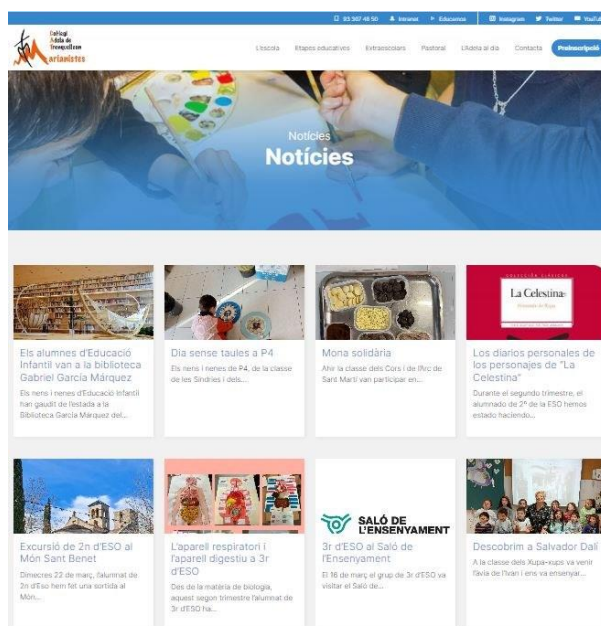 93 307 48 50 Intranet Educamos Instagram Twitter YouTube
Col·legi
Adela de
Trenquelleon
Marianistes
L'escola Etapes educatives Extraescolars Pastoral L'Adela al dia Contacta Preinscripció
Notícies
Notícies
COLECCIÓN CLÁSICOS
La Celestina
Fernando de Rojas
Els alumnes d'Educació
Infantil van a la biblioteca
Gabriel García Márquez
Els nens i nenes d'Educació Infantil
han gaudit de l'estada a la
Biblioteca García Márquez del...
Dia sense taules a P4
Els nens i nenes de P4, de la classe
de les Síndries i dels...
Mona solidària
Ahir la classe dels Cors i de l'Arc de
Sant Martí van participar en...
Los diarios personales de
los personajes de "La
Celestina"
Durante el segundo trimestre, el
alumnado de 2º de la ESO hemos
estado haciendo...
SALÓ DE
L'ENSENYAMENT
Excursió de 2n d'ESO al
Món Sant Benet
Dimecres 22 de març, l'alumnat de
2n d'Eso hem fet una sortida al
Món...
L'aparell respiratori i
l'aparell digestiu a 3r
d'ESO
Des de la matèria de biologia,
aquest segon trimestre l'alumnat de
3r d'ESO ha...
3r d'ESO al Saló de
l'Ensenyament
El 16 de març el grup de 3r d'ESO va
visitar el Saló de...
Descobrim a Salvador Dalí
A la classe dels Xupa-xups va venir
l'àvia de l'Ivan i ens va ensenyar...